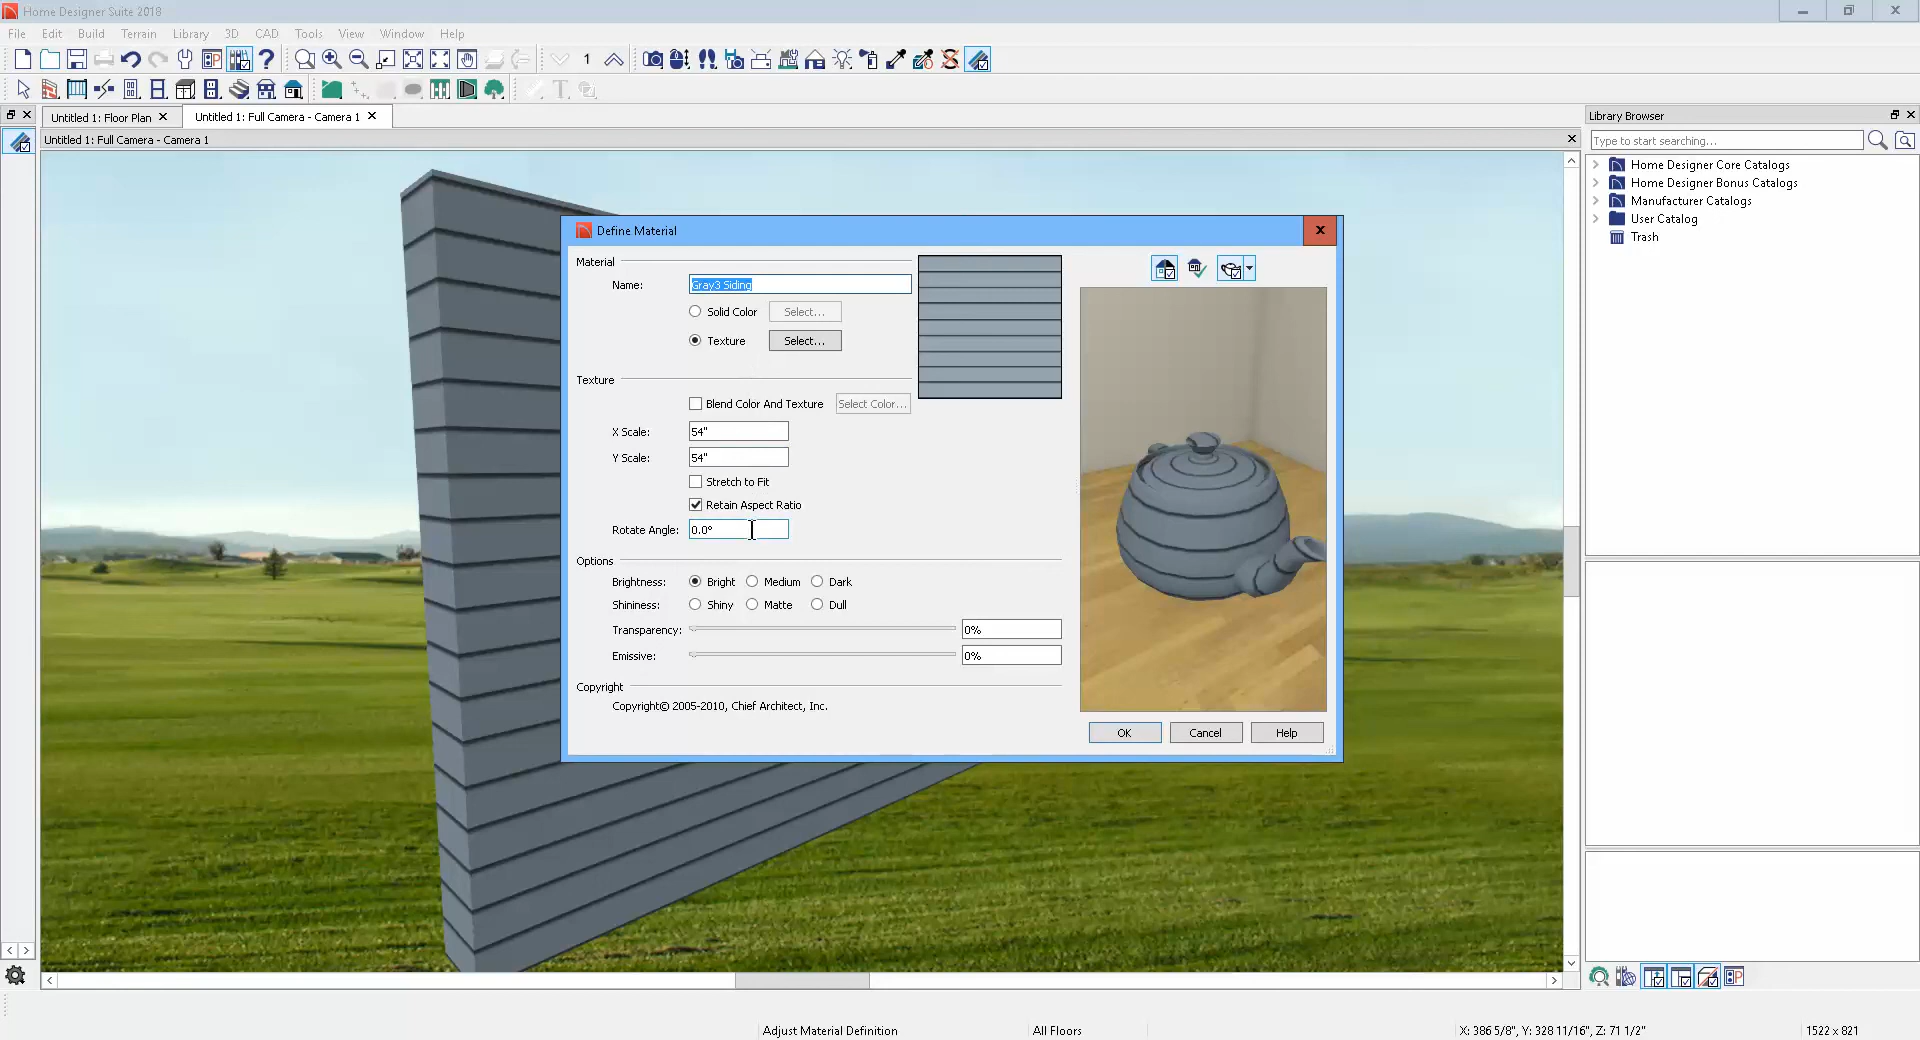 Home Designer Suite 2018
File Edit Build Terrain Library 3D CAD Tools View Window Help
1
Untitled 1: Floor Plan Untitled 1: Full Camera - Camera 1
Untitled 1: Full Camera - Camera 1
Library Browser
Type to start searching...
Home Designer Core Catalogs
Home Designer Bonus Catalogs
Manufacturer Catalogs
User Catalog
Trash
Define Material
Material
Name: Gray3 Siding
Solid Color Select...
Texture Select...
Texture
Blend Color And Texture Select Color...
X Scale: 54"
Y Scale: 54"
Stretch to Fit
Retain Aspect Ratio
Rotate Angle: 0.0°
Options
Brightness: Bright Medium Dark
Shininess: Shiny Matte Dull
Transparency: 0%
Emissive: 0%
Copyright
Copyright© 2005-2010, Chief Architect, Inc.
OK Cancel Help
Adjust Material Definition All Floors X: 386 5/8", Y: 328 11/16", Z: 71 1/2" 1522 x 821